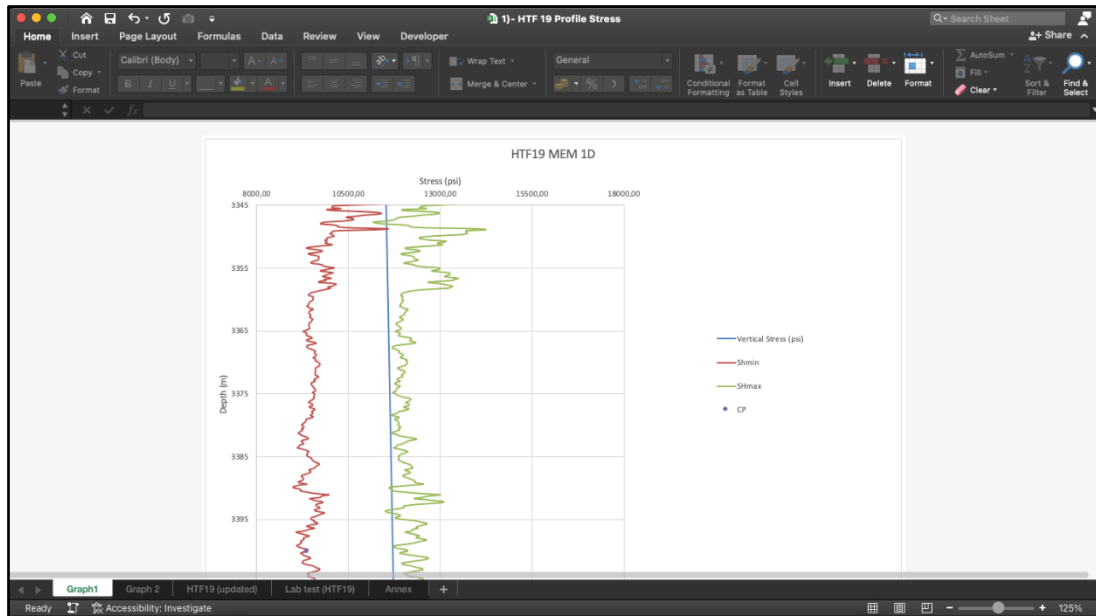 1)- HTF 19 Profile Stress
Search Sheet
Home Insert Page Layout Formulas Data Review View Developer
Share
Paste
Cut
Copy
Format
Calibri (Body)
A A
B I U A
Wrap Text
Merge & Center
General
% )
Conditional Formatting
Format as Table
Cell Styles
Insert
Delete
Format
AutoSum
Fill
Clear
Sort & Filter
Find & Select
fx
HTF19 MEM 1D
Stress (psi)
8000,00 10500,00 13000,00 15500,00 18000,00
3345
3355
3365
3375
3385
3395
Depth (m)
Vertical Stress (psi)
Shmin
SHmax
CP
Graph1 Graph 2 HTF19 (updated) Lab test (HTF19) Annex +
Ready Accessibility: Investigate
125%